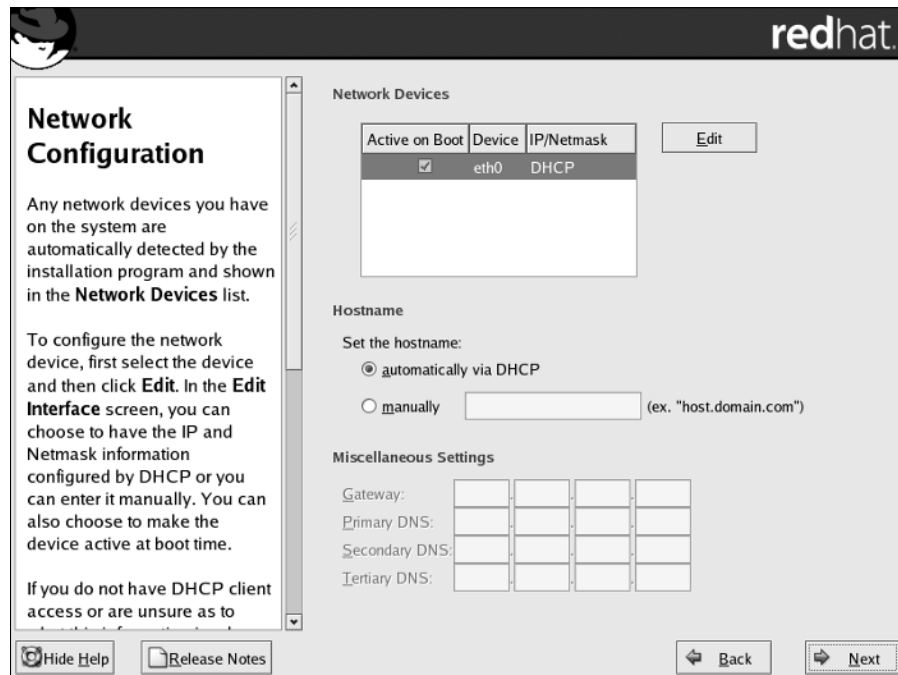 redhat.
Network
Configuration
Any network devices you have
on the system are
automatically detected by the
installation program and shown
in the Network Devices list.
To configure the network
device, first select the device
and then click Edit. In the Edit
Interface screen, you can
choose to have the IP and
Netmask information
configured by DHCP or you
can enter it manually. You can
also choose to make the
device active at boot time.
If you do not have DHCP client
access or are unsure as to
Network Devices
Active on Boot Device IP/Netmask
eth0 DHCP
Edit
Hostname
Set the hostname:
automatically via DHCP
manually (ex. "host.domain.com")
Miscellaneous Settings
Gateway: . . .
Primary DNS: . . .
Secondary DNS: . . .
Tertiary DNS: . . .
Hide Help Release Notes Back Next